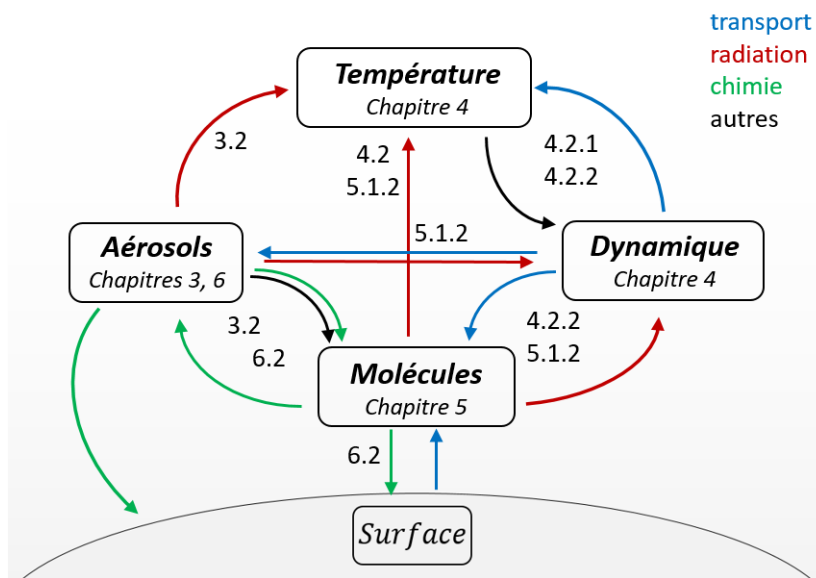 transport
radiation
chimie
autres
Température
Chapitre 4
3.2
4.2
5.1.2
4.2.1
4.2.2
Aérosols
Chapitres 3, 6
5.1.2
Dynamique
Chapitre 4
3.2
6.2
4.2.2
5.1.2
Molécules
Chapitre 5
6.2
Surface